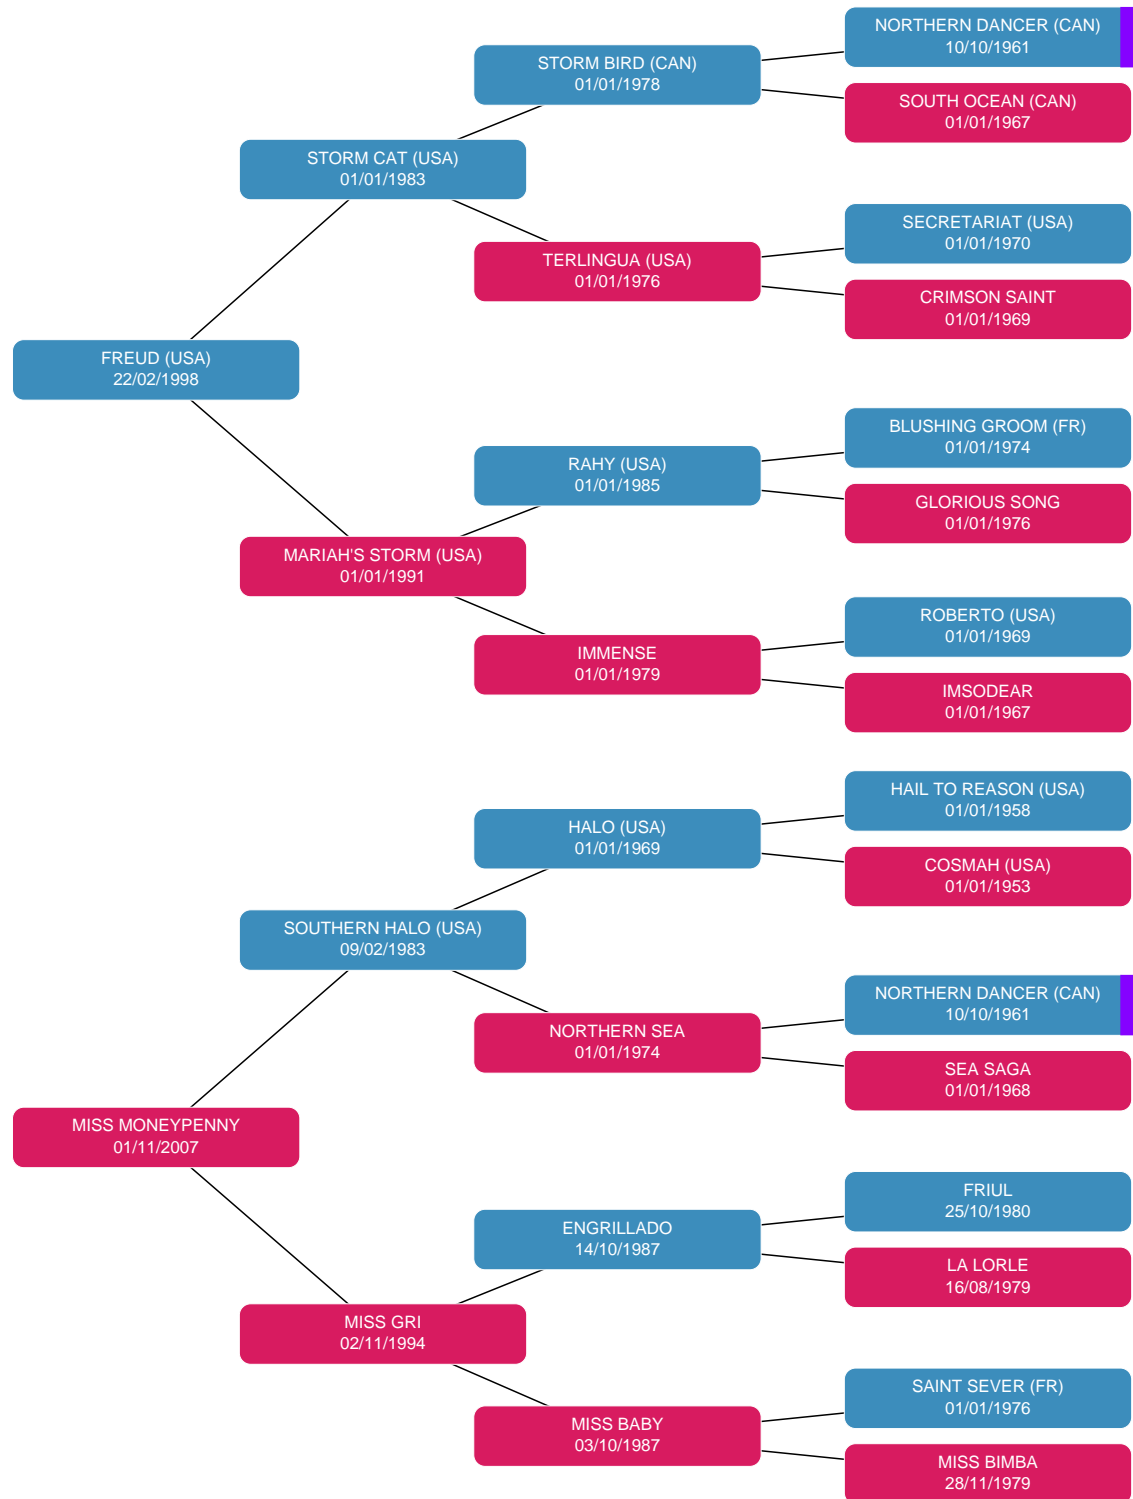 NORTHERN DANCER (CAN)
10/10/1961
STORM BIRD (CAN)
01/01/1978
SOUTH OCEAN (CAN)
01/01/1967
STORM CAT (USA)
01/01/1983
SECRETARIAT (USA)
01/01/1970
TERLINGUA (USA)
01/01/1976
CRIMSON SAINT
01/01/1969
FREUD (USA)
22/02/1998
BLUSHING GROOM (FR)
01/01/1974
RAHY (USA)
01/01/1985
GLORIOUS SONG
01/01/1976
MARIAH'S STORM (USA)
01/01/1991
ROBERTO (USA)
01/01/1969
IMMENSE
01/01/1979
IMSODEAR
01/01/1967
HAIL TO REASON (USA)
01/01/1958
HALO (USA)
01/01/1969
COSMAH (USA)
01/01/1953
SOUTHERN HALO (USA)
09/02/1983
NORTHERN DANCER (CAN)
10/10/1961
NORTHERN SEA
01/01/1974
SEA SAGA
01/01/1968
MISS MONEYPENNY
01/11/2007
FRIUL
25/10/1980
ENGRILLADO
14/10/1987
LA LORLE
16/08/1979
MISS GRI
02/11/1994
SAINT SEVER (FR)
01/01/1976
MISS BABY
03/10/1987
MISS BIMBA
28/11/1979